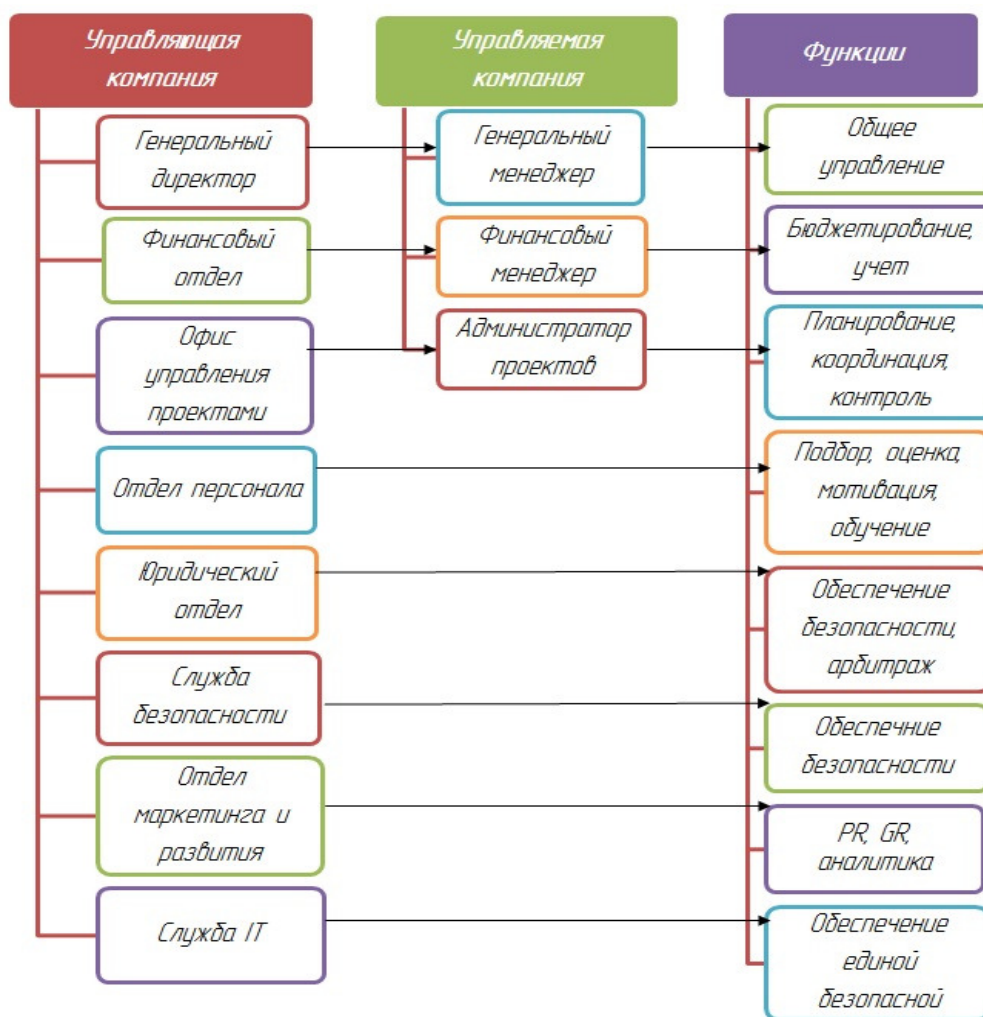 Управляющая
компания
Управляемая
компания
Функции
Генеральный
директор
Генеральный
менеджер
Общее
управление
Финансовый
отдел
Финансовый
менеджер
Бюджетирование,
учет
Офис
управления
проектами
Администратор
проектов
Планирование,
координация,
контроль
Отдел персонала
Подбор, оценка,
мотивация,
обучение
Юридический
отдел
Обеспечение
безопасности,
арбитраж
Служба
безопасности
Обеспечние
безопасности
Отдел
маркетинга и
развития
PR, GR,
аналитика
Служба IT
Обеспечение
единой
безопасной